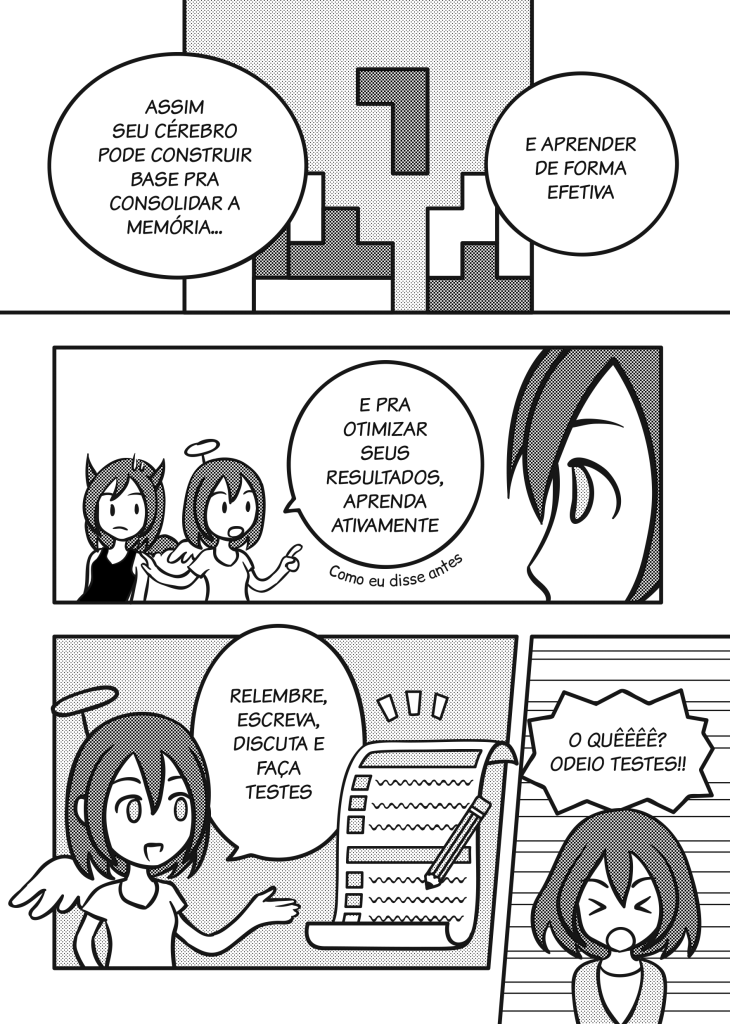 ASSIM
SEU CÉREBRO
PODE CONSTRUIR
BASE PRA
CONSOLIDAR A
MEMÓRIA...
E APRENDER
DE FORMA
EFETIVA
E PRA
OTIMIZAR
SEUS
RESULTADOS,
APRENDA
ATIVAMENTE
Como eu disse antes
RELEMBRE,
ESCREVA,
DISCUTA E
FAÇA
TESTES
O QUÊÊÊÊ?
ODEIO TESTES!!